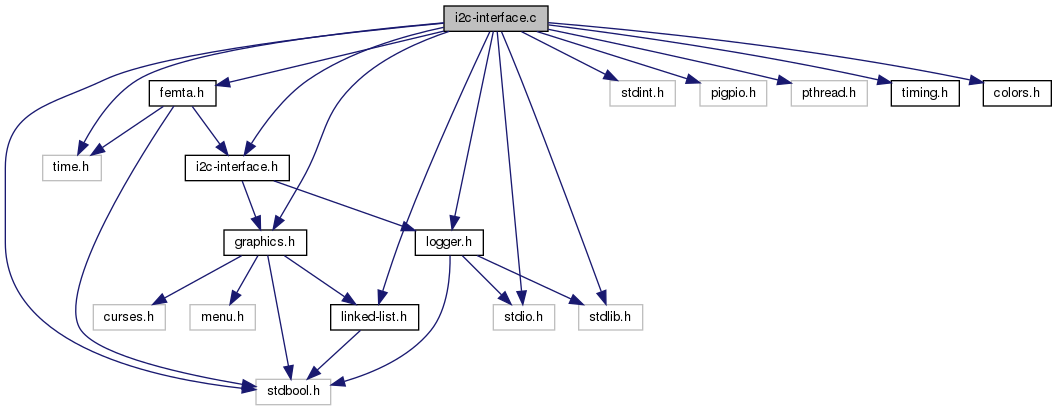 i2c-interface.c
femta.h
stdint.h
pigpio.h
pthread.h
timing.h
colors.h
time.h
i2c-interface.h
graphics.h
logger.h
curses.h
menu.h
linked-list.h
stdio.h
stdlib.h
stdbool.h